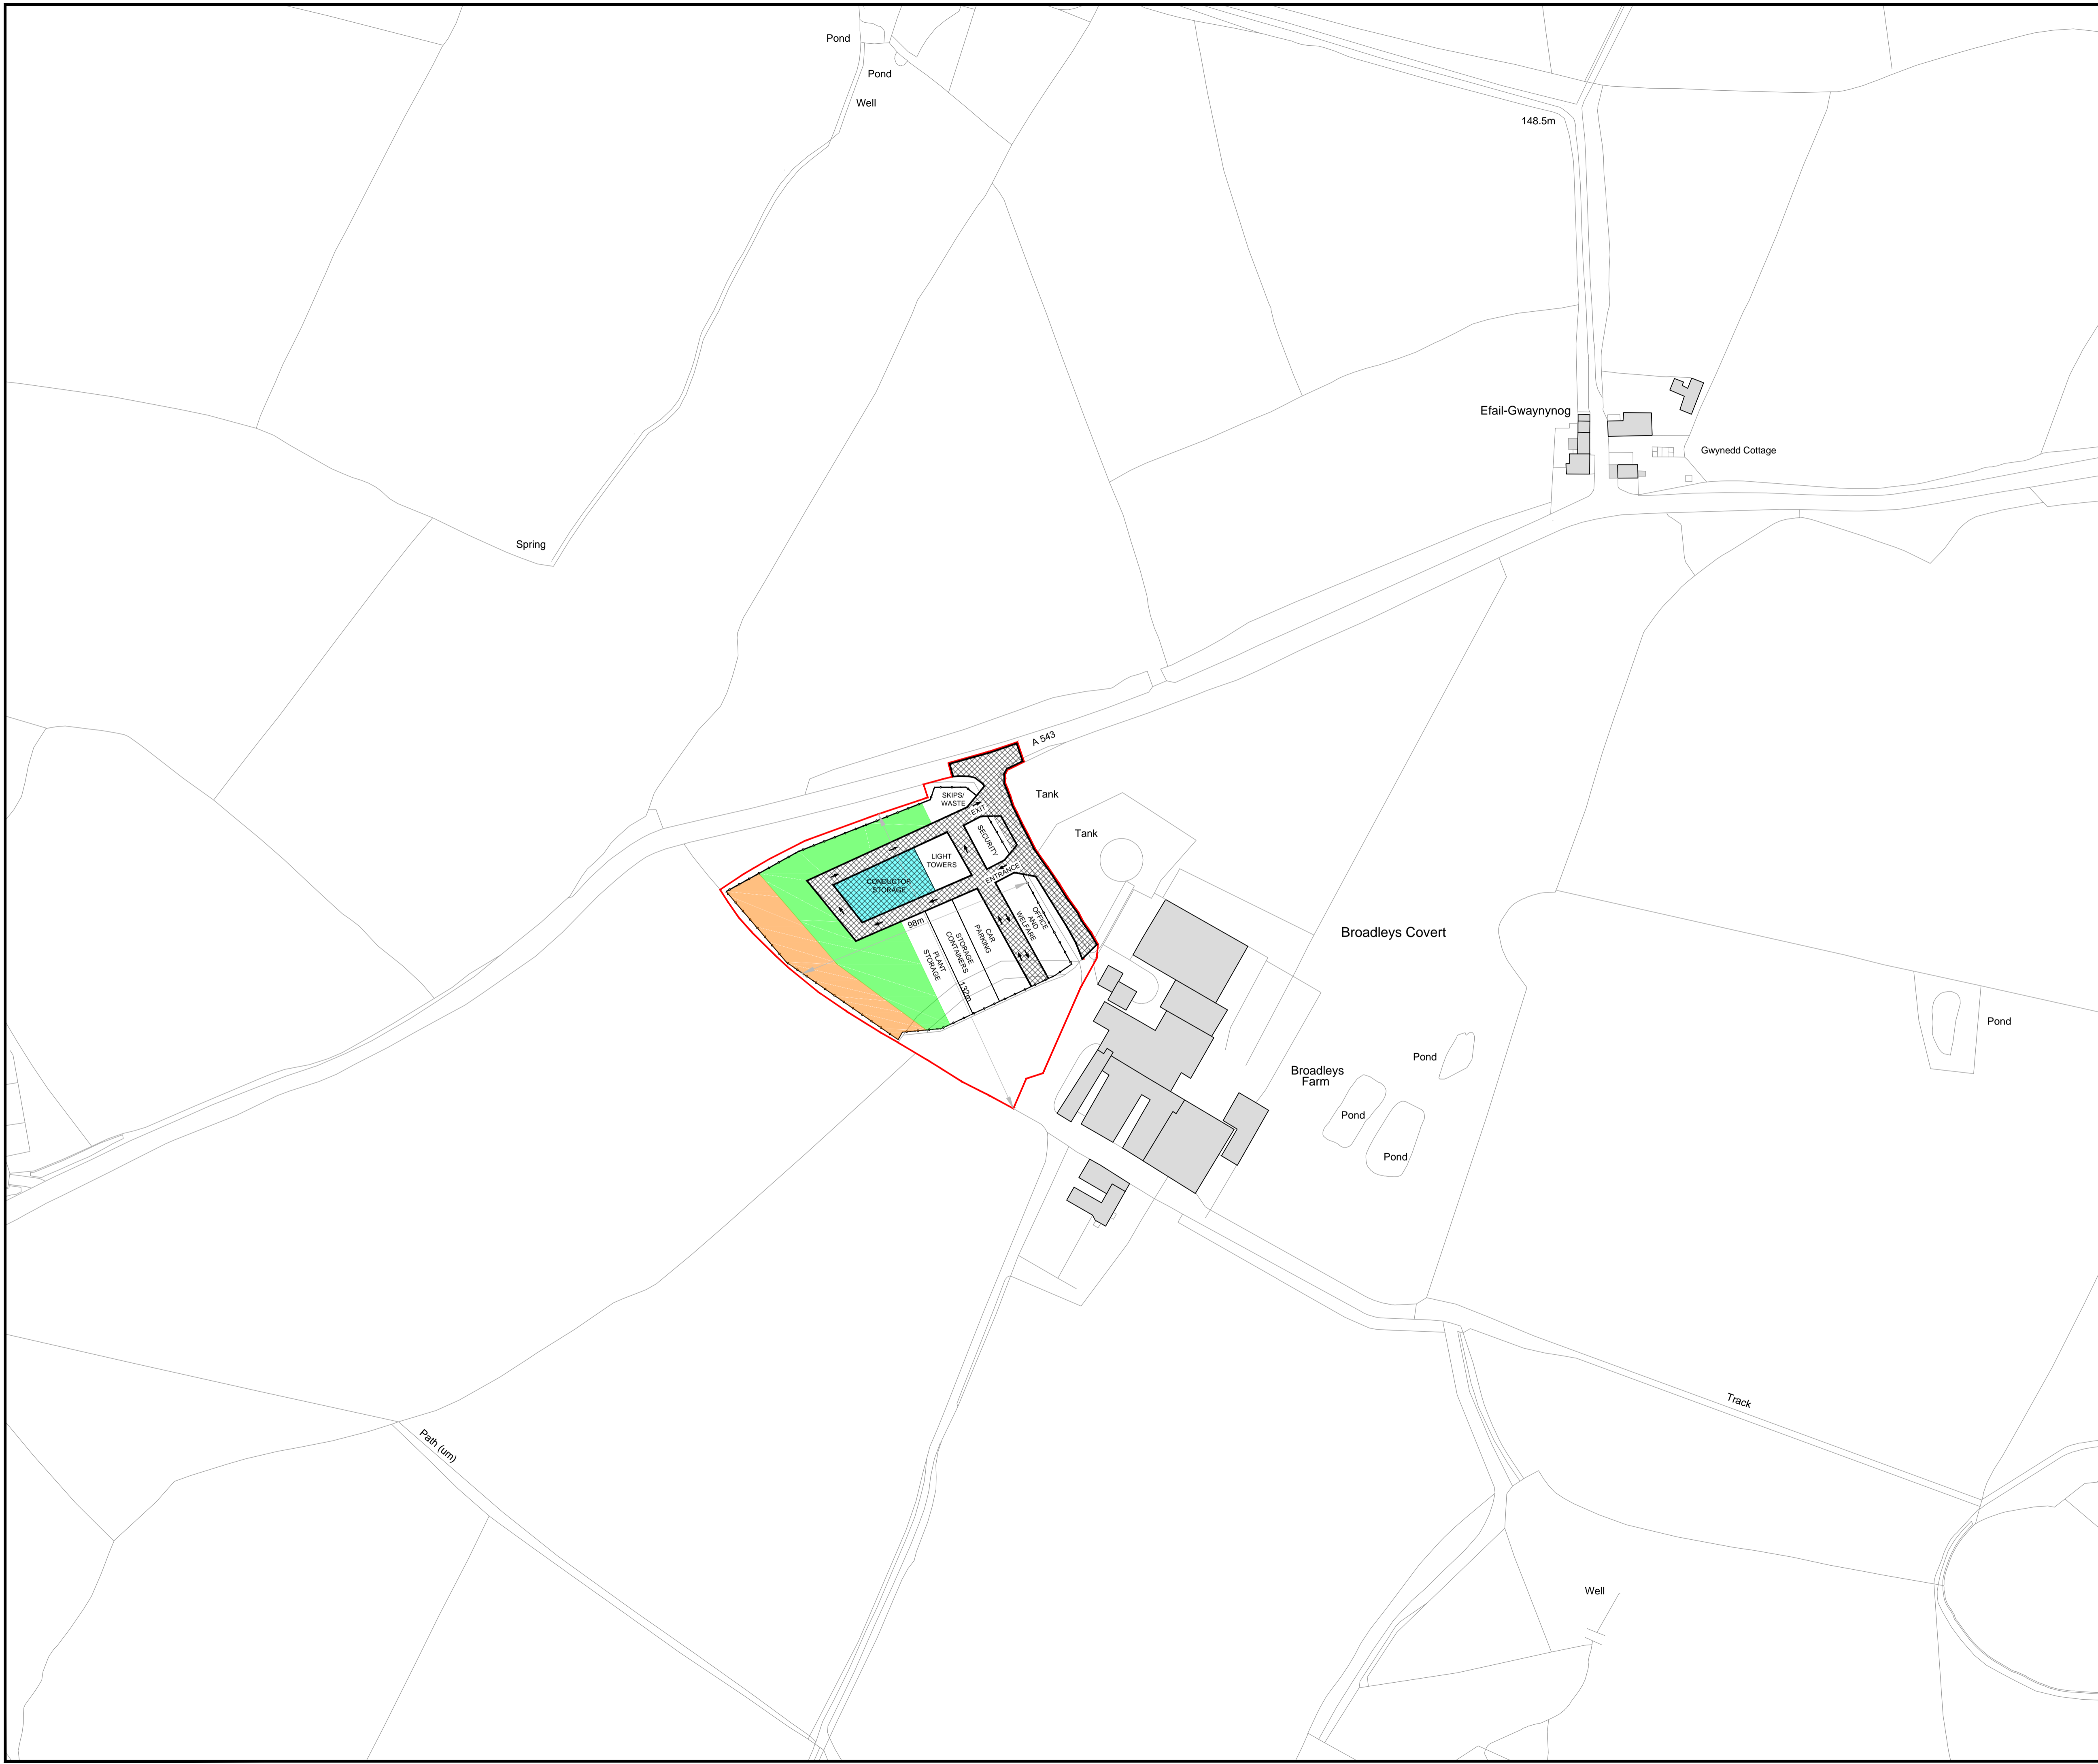 Pond
Pond
Well
148.5m
Efail-Gwaynynog
Gwynedd Cottage
Spring
A 543
Tank
Tank
SKIPS/
WASTE
EXIT
SECURITY
LIGHT
TOWERS
ENTRANCE
CONDUCTOR
STORAGE
98m
OFFICE
AND
WELFARE
CAR
PARKING
STORAGE
CONTAINERS
PLANT
STORAGE
132m
Broadleys Covert
Pond
Pond
Broadleys
Farm
Pond
Pond
Track
Path (um)
Well